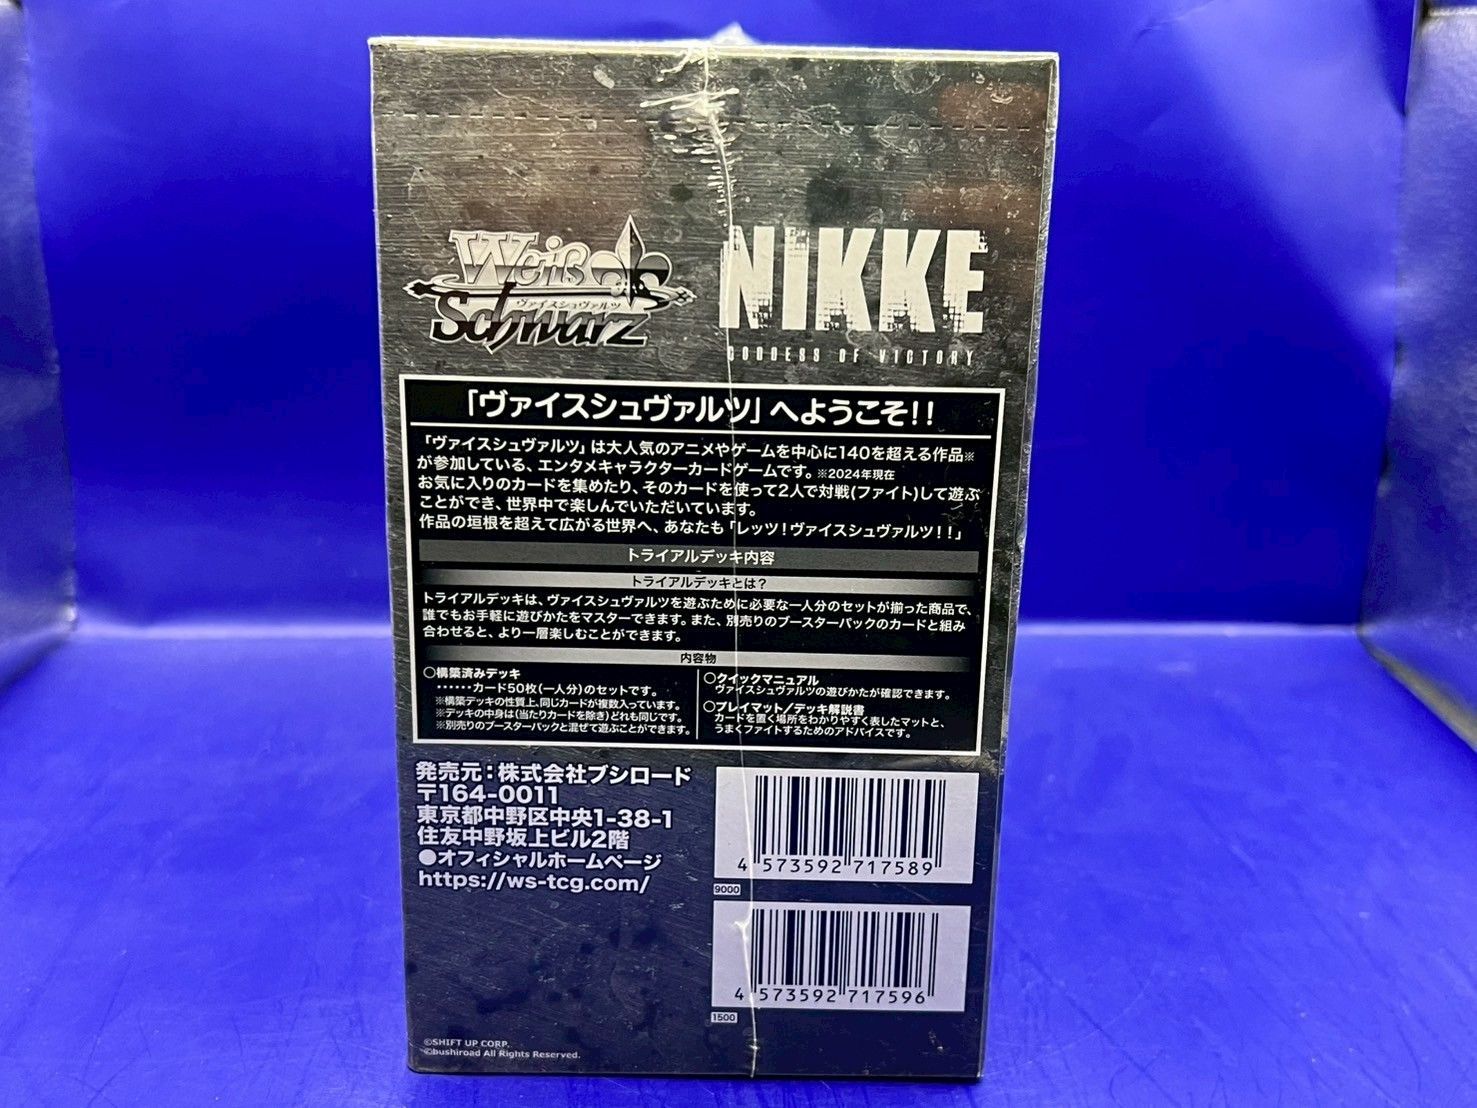 Weiß
ヴァイスシュヴァルツ
Schwarz
NIKKE
GODDESS OF VICTORY
「ヴァイスシュヴァルツ」へようこそ!!
「ヴァイスシュヴァルツ」は大人気のアニメやゲームを中心に140を超える作品※
が参加している、エンタメキャラクターカードゲームです。※2024年現在
お気に入りのカードを集めたり、そのカードを使って2人で対戦(ファイト)して遊ぶ
ことができ、世界中で楽しんでいただいています。
作品の垣根を超えて広がる世界へ、あなたも「レッツ!ヴァイスシュヴァルツ!!」
トライアルデッキ内容
トライアルデッキとは?
トライアルデッキは、ヴァイスシュヴァルツを遊ぶために必要な一人分のセットが揃った商品で、
誰でもお手軽に遊びかたをマスターできます。また、別売りのブースターパックのカードと組み
合わせると、より一層楽しむことができます。
内容物
○構築済みデッキ
‥‥‥カード50枚(一人分)のセットです。
※構築デッキの性質上、同じカードが複数入っています。
※デッキの中身は(当たりカードを除き)どれも同じです。
※別売りのブースターパックと混ぜて遊ぶことができます。
○クイックマニュアル
ヴァイスシュヴァルツの遊びかたが確認できます。
○プレイマット/デッキ解説書
カードを置く場所をわかりやすく表したマットと、
うまくファイトするためのアドバイスです。
発売元:株式会社ブシロード
〒164-0011
東京都中野区中央1-38-1
住友中野坂上ビル2階
●オフィシャルホームページ
https://ws-tcg.com/
4 573592 717589
9000
4 573592 717596
1500
©SHIFT UP CORP.
©bushiroad All Rights Reserved.